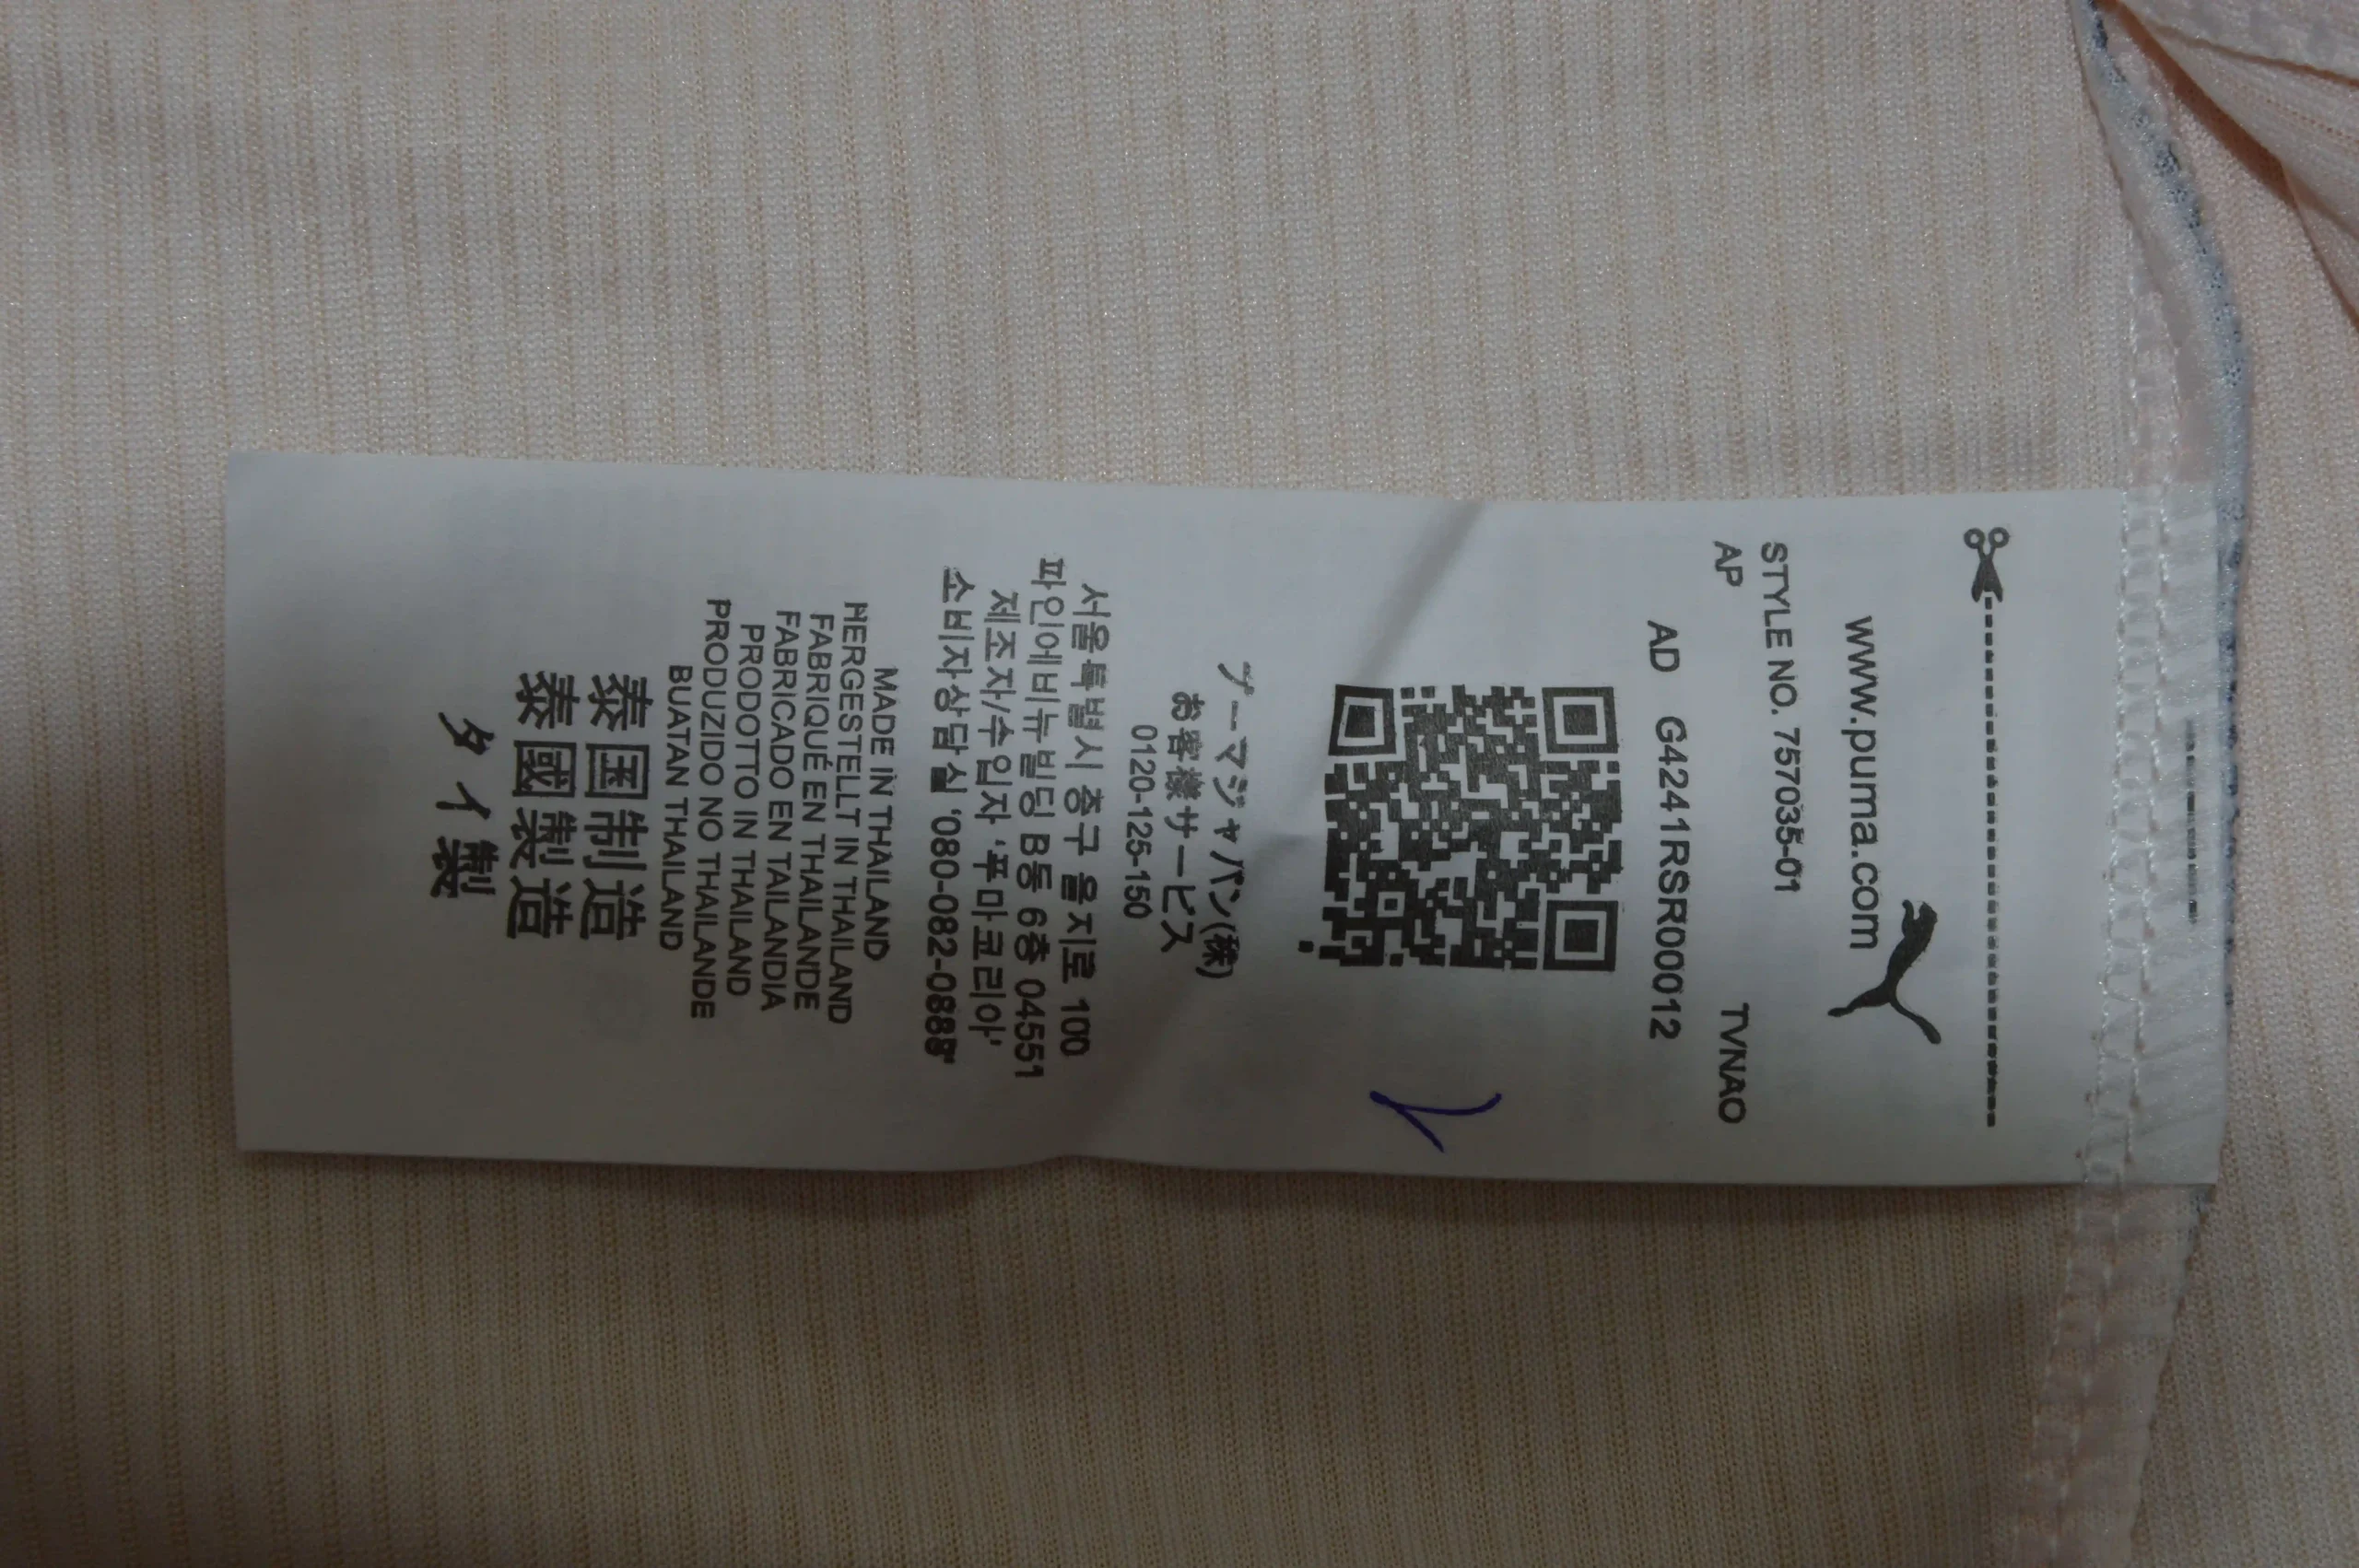 www.puma.com
STYLE NO. 757035-01
AP TVNAO
AD G4241RSR00012
プーマジャパン(株)
お客様サービス
0120-125-150
서울특별시 중구 을지로 100
파인에비뉴빌딩 B동 6층 04551
제조자/수입자 '푸마코리아'
소비자상담실 '080-082-0888'
MADE IN THAILAND
HERGESTELLT IN THAILAND
FABRIQUÉ EN THAILANDE
FABRICADO EN TAILANDIA
PRODOTTO IN THAILAND
PRODUZIDO NO THAILANDE
BUATAN THAILAND
泰国制造
泰國製造
タイ製